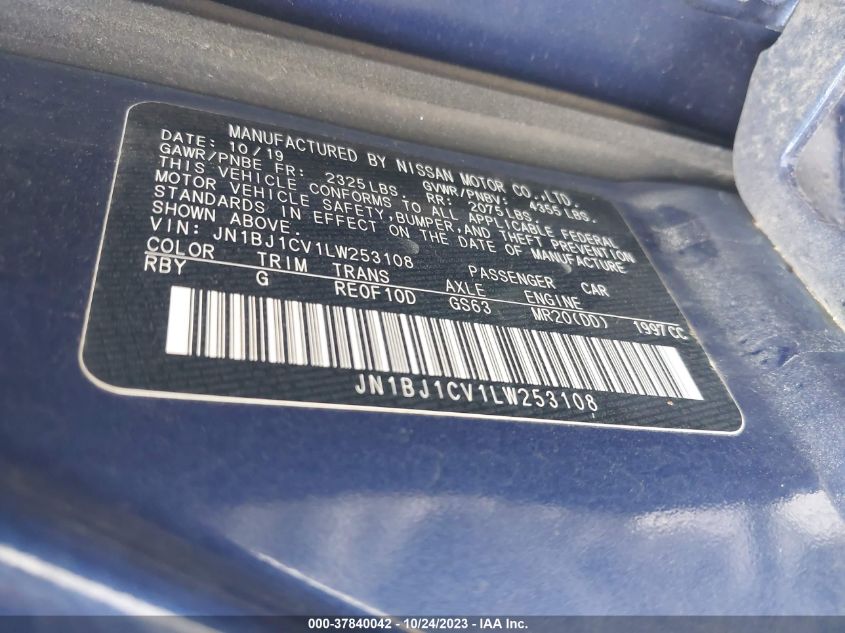 MANUFACTURED BY NISSAN MOTOR CO.,LTD.
DATE: 10/19
GAWR/PNBE FR: 2325LBS. GVWR/PNBV: 4355 LBS.
RR: 2075LBS.
THIS VEHICLE CONFORMS TO ALL APPLICABLE FEDERAL
MOTOR VEHICLE SAFETY,BUMPER,AND THEFT PREVENTION
STANDARDS IN EFFECT ON THE DATE OF MANUFACTURE
SHOWN ABOVE.
VIN: JN1BJ1CV1LW253108 PASSENGER CAR
COLOR TRIM TRANS AXLE ENGINE
RBY G RE0F10D GS63 MR20(DD) 1997CC
JN1BJ1CV1LW253108
000-37840042 - 10/24/2023 - IAA Inc.